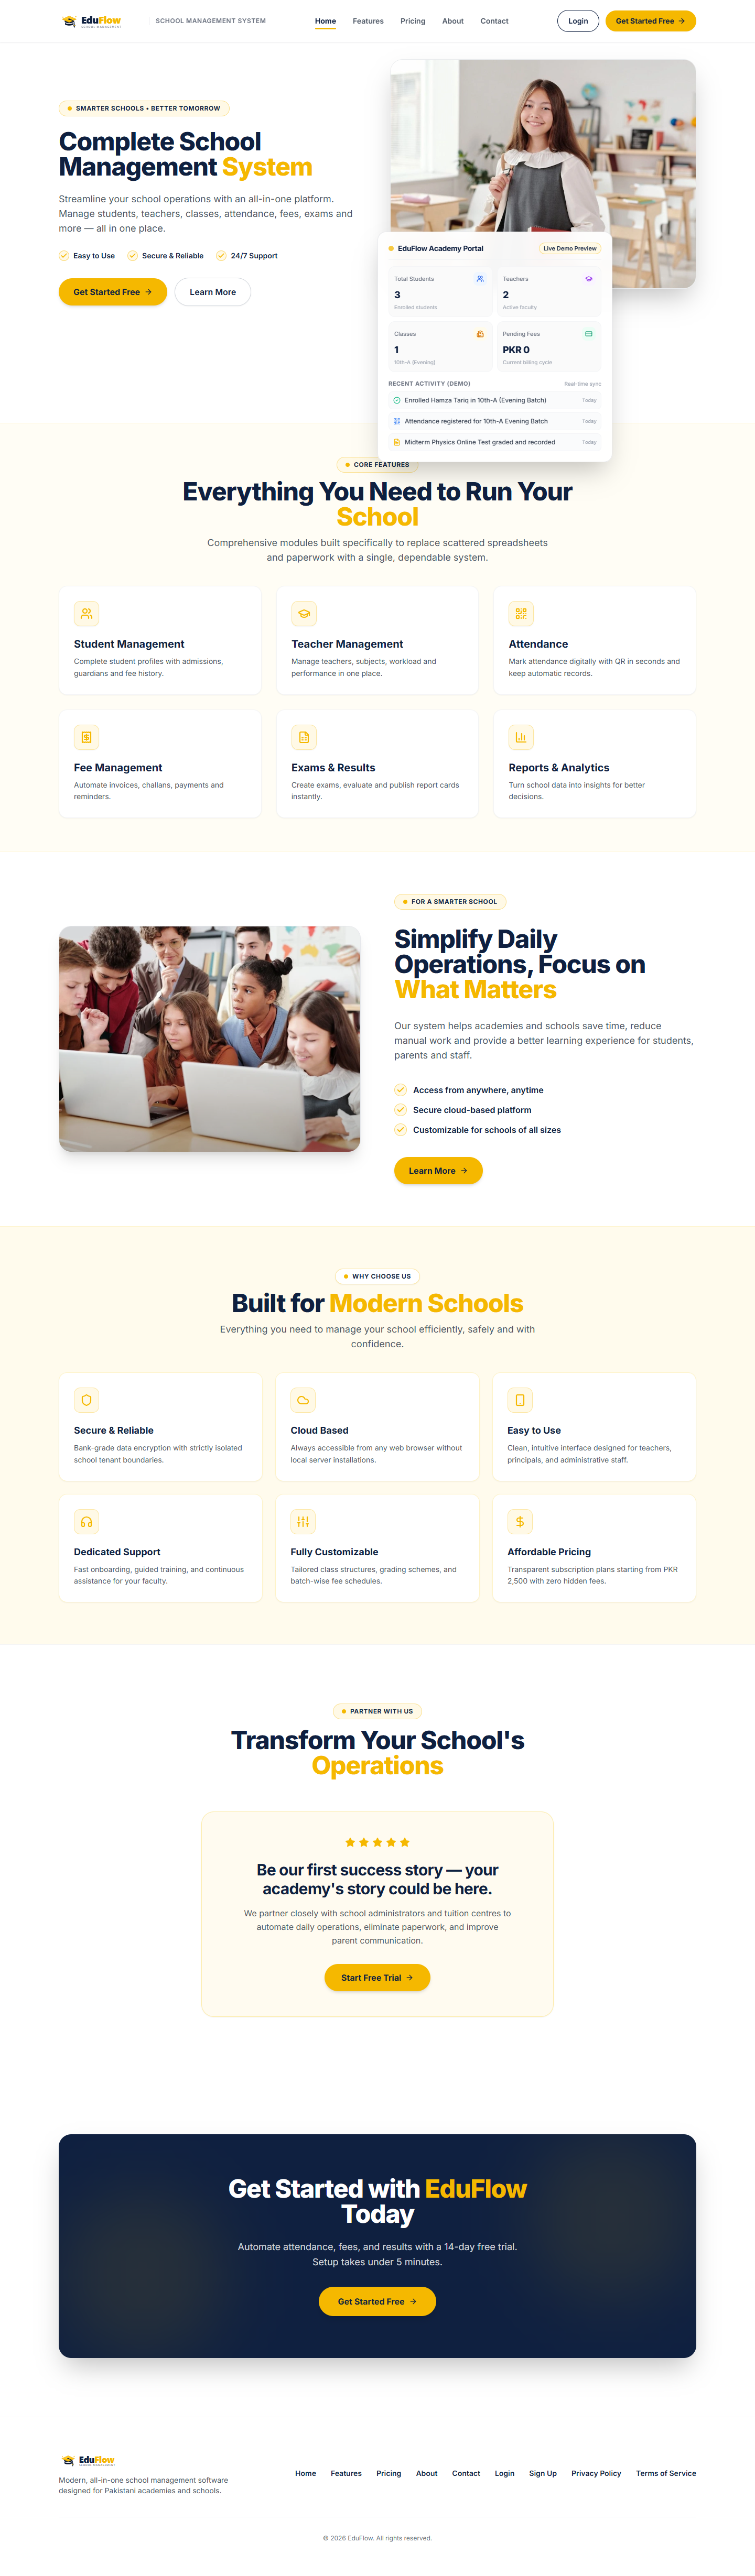 EduFlow
SCHOOL MANAGEMENT
SCHOOL MANAGEMENT SYSTEM
Home
Features
Pricing
About
Contact
Login
Get Started Free →
SMARTER SCHOOLS • BETTER TOMORROW
Complete School
Management System
Streamline your school operations with an all-in-one platform.
Manage students, teachers, classes, attendance, fees, exams and
more — all in one place.
Easy to Use
Secure & Reliable
24/7 Support
Get Started Free →
Learn More
EduFlow Academy Portal
Live Demo Preview
Total Students
3
Enrolled students
Teachers
2
Active faculty
Classes
1
10th-A (Evening)
Pending Fees
PKR 0
Current billing cycle
RECENT ACTIVITY (DEMO)
Real-time sync
Enrolled Hamza Tariq in 10th-A (Evening Batch)
Today
Attendance registered for 10th-A Evening Batch
Today
Midterm Physics Online Test graded and recorded
Today
CORE FEATURES
Everything You Need to Run Your
School
Comprehensive modules built specifically to replace scattered spreadsheets
and paperwork with a single, dependable system.
Student Management
Complete student profiles with admissions,
guardians and fee history.
Teacher Management
Manage teachers, subjects, workload and
performance in one place.
Attendance
Mark attendance digitally with QR in seconds and
keep automatic records.
Fee Management
Automate invoices, challans, payments and
reminders.
Exams & Results
Create exams, evaluate and publish report cards
instantly.
Reports & Analytics
Turn school data into insights for better
decisions.
FOR A SMARTER SCHOOL
Simplify Daily
Operations, Focus on
What Matters
Our system helps academies and schools save time, reduce
manual work and provide a better learning experience for students,
parents and staff.
Access from anywhere, anytime
Secure cloud-based platform
Customizable for schools of all sizes
Learn More →
WHY CHOOSE US
Built for Modern Schools
Everything you need to manage your school efficiently, safely and with
confidence.
Secure & Reliable
Bank-grade data encryption with strictly isolated
school tenant boundaries.
Cloud Based
Always accessible from any web browser without
local server installations.
Easy to Use
Clean, intuitive interface designed for teachers,
principals, and administrative staff.
Dedicated Support
Fast onboarding, guided training, and continuous
assistance for your faculty.
Fully Customizable
Tailored class structures, grading schemes, and
batch-wise fee schedules.
Affordable Pricing
Transparent subscription plans starting from PKR
2,500 with zero hidden fees.
PARTNER WITH US
Transform Your School's
Operations
Be our first success story — your
academy's story could be here.
We partner closely with school administrators and tuition centres to
automate daily operations, eliminate paperwork, and improve
parent communication.
Start Free Trial →
Get Started with EduFlow
Today
Automate attendance, fees, and results with a 14-day free trial.
Setup takes under 5 minutes.
Get Started Free →
EduFlow
SCHOOL MANAGEMENT
Modern, all-in-one school management software
designed for Pakistani academies and schools.
Home
Features
Pricing
About
Contact
Login
Sign Up
Privacy Policy
Terms of Service
© 2026 EduFlow. All rights reserved.